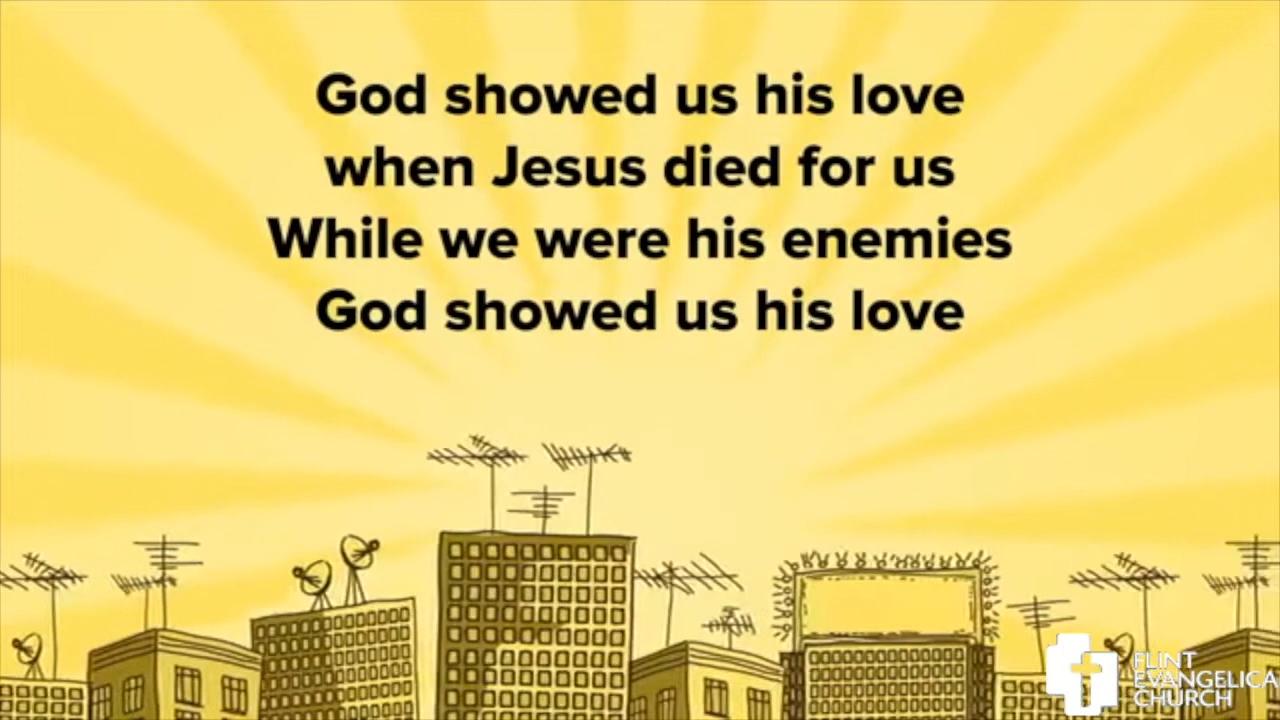 God showed us his love
when Jesus died for us
While we were his enemies
God showed us his love
FLINT
EVANGELICA
CHURCH